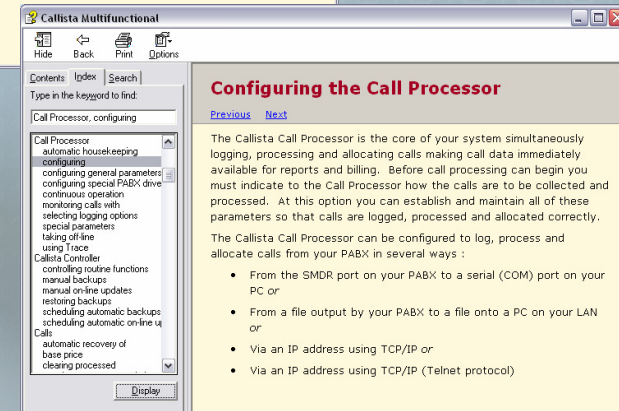 Callista Multifunctional
Hide Back Print Options
Contents Index Search
Type in the keyword to find:
Call Processor, configuring
Call Processor
automatic housekeeping
configuring
configuring general parameters
configuring special PABX drive
continuous operation
monitoring calls with
selecting logging options
special parameters
taking off-line
using Trace
Callista Controller
controlling routine functions
manual backups
manual on-line updates
restoring backups
scheduling automatic backups
scheduling automatic on-line up
Calls
automatic recovery of
base price
clearing processed
Display
Configuring the Call Processor
Previous Next
The Callista Call Processor is the core of your system simultaneously
logging, processing and allocating calls making call data immediately
available for reports and billing. Before call processing can begin you
must indicate to the Call Processor how the calls are to be collected and
processed. At this option you can establish and maintain all of these
parameters so that calls are logged, processed and allocated correctly.
The Callista Call Processor can be configured to log, process and
allocate calls from your PABX in several ways :
• From the SMDR port on your PABX to a serial (COM) port on your
PC or
• From a file output by your PABX to a file onto a PC on your LAN
or
• Via an IP address using TCP/IP or
• Via an IP address using TCP/IP (Telnet protocol)